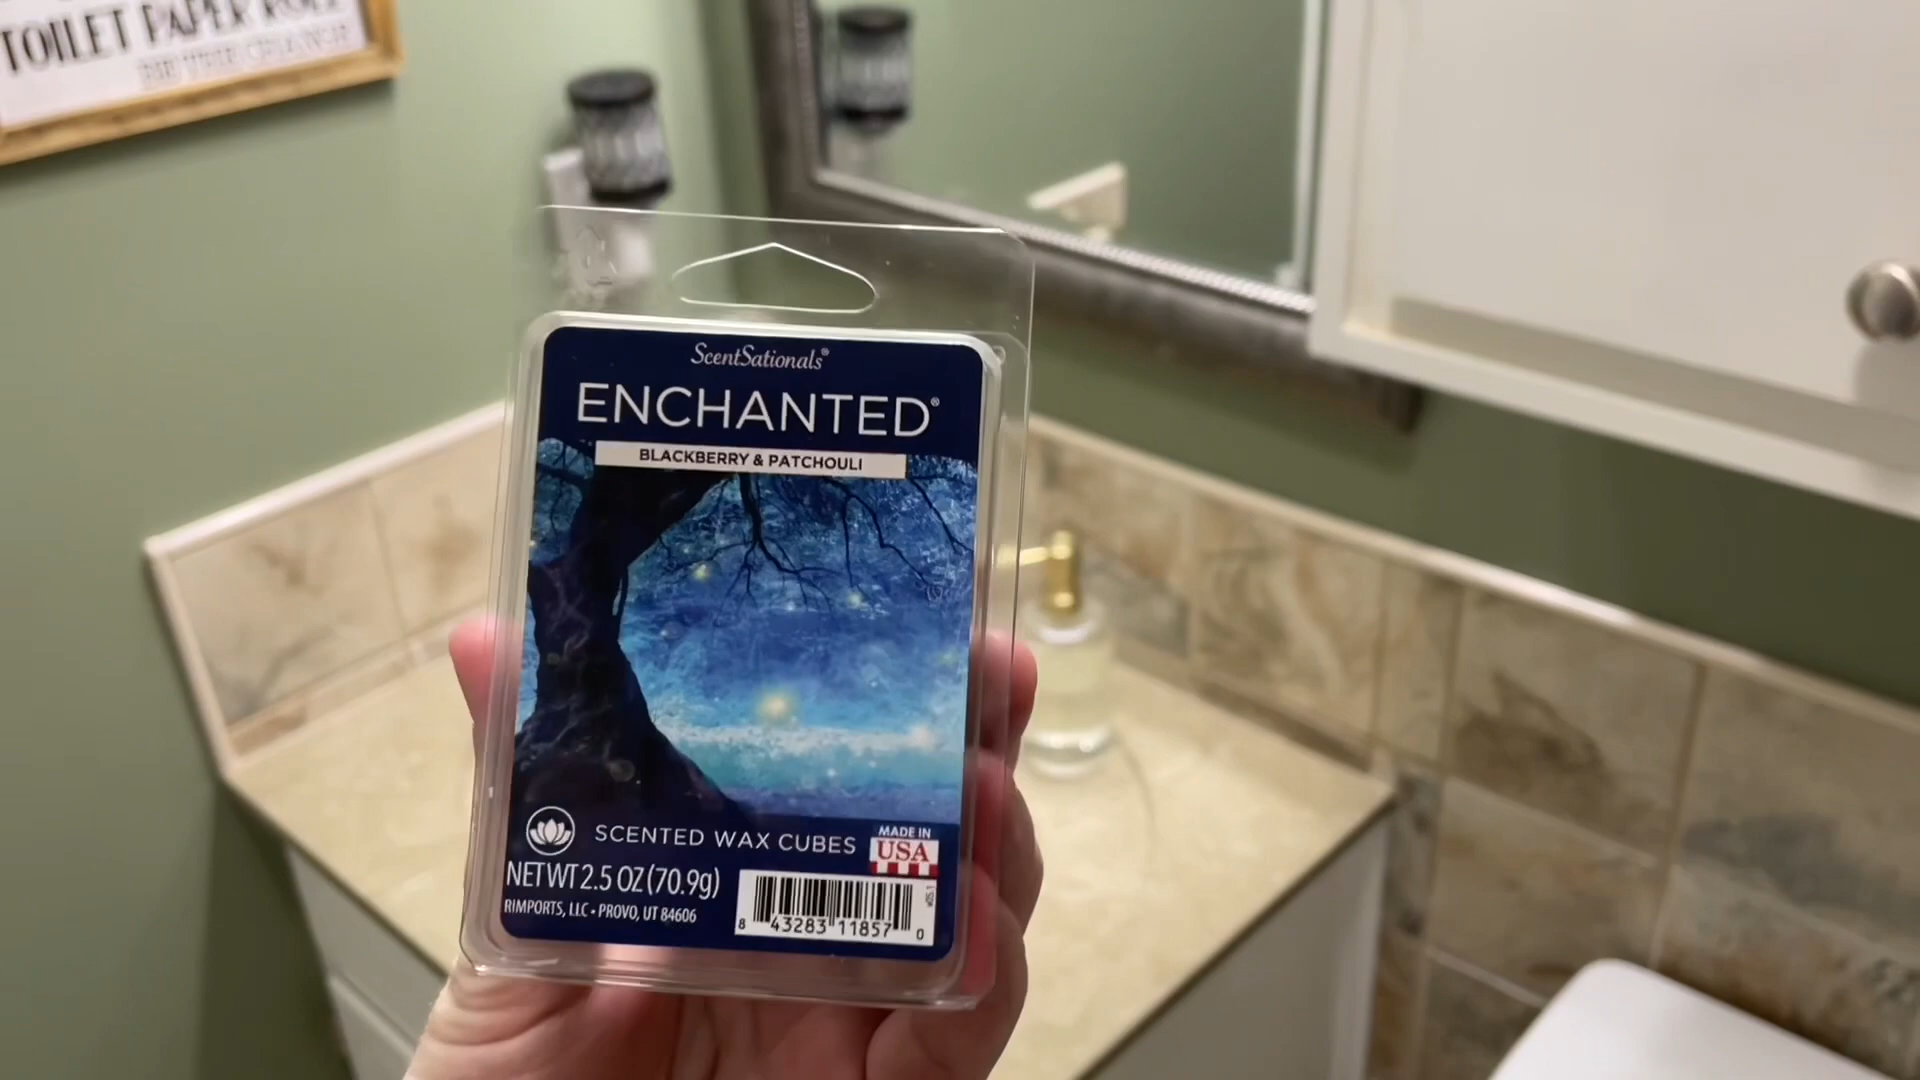 TOILET PAPER ROLL
ScentSationals®
ENCHANTED®
BLACKBERRY & PATCHOULI
SCENTED WAX CUBES
MADE IN
USA
NET WT 2.5 OZ (70.9g)
RIMPORTS, LLC • PROVO, UT 84606
8 43283 11857 0